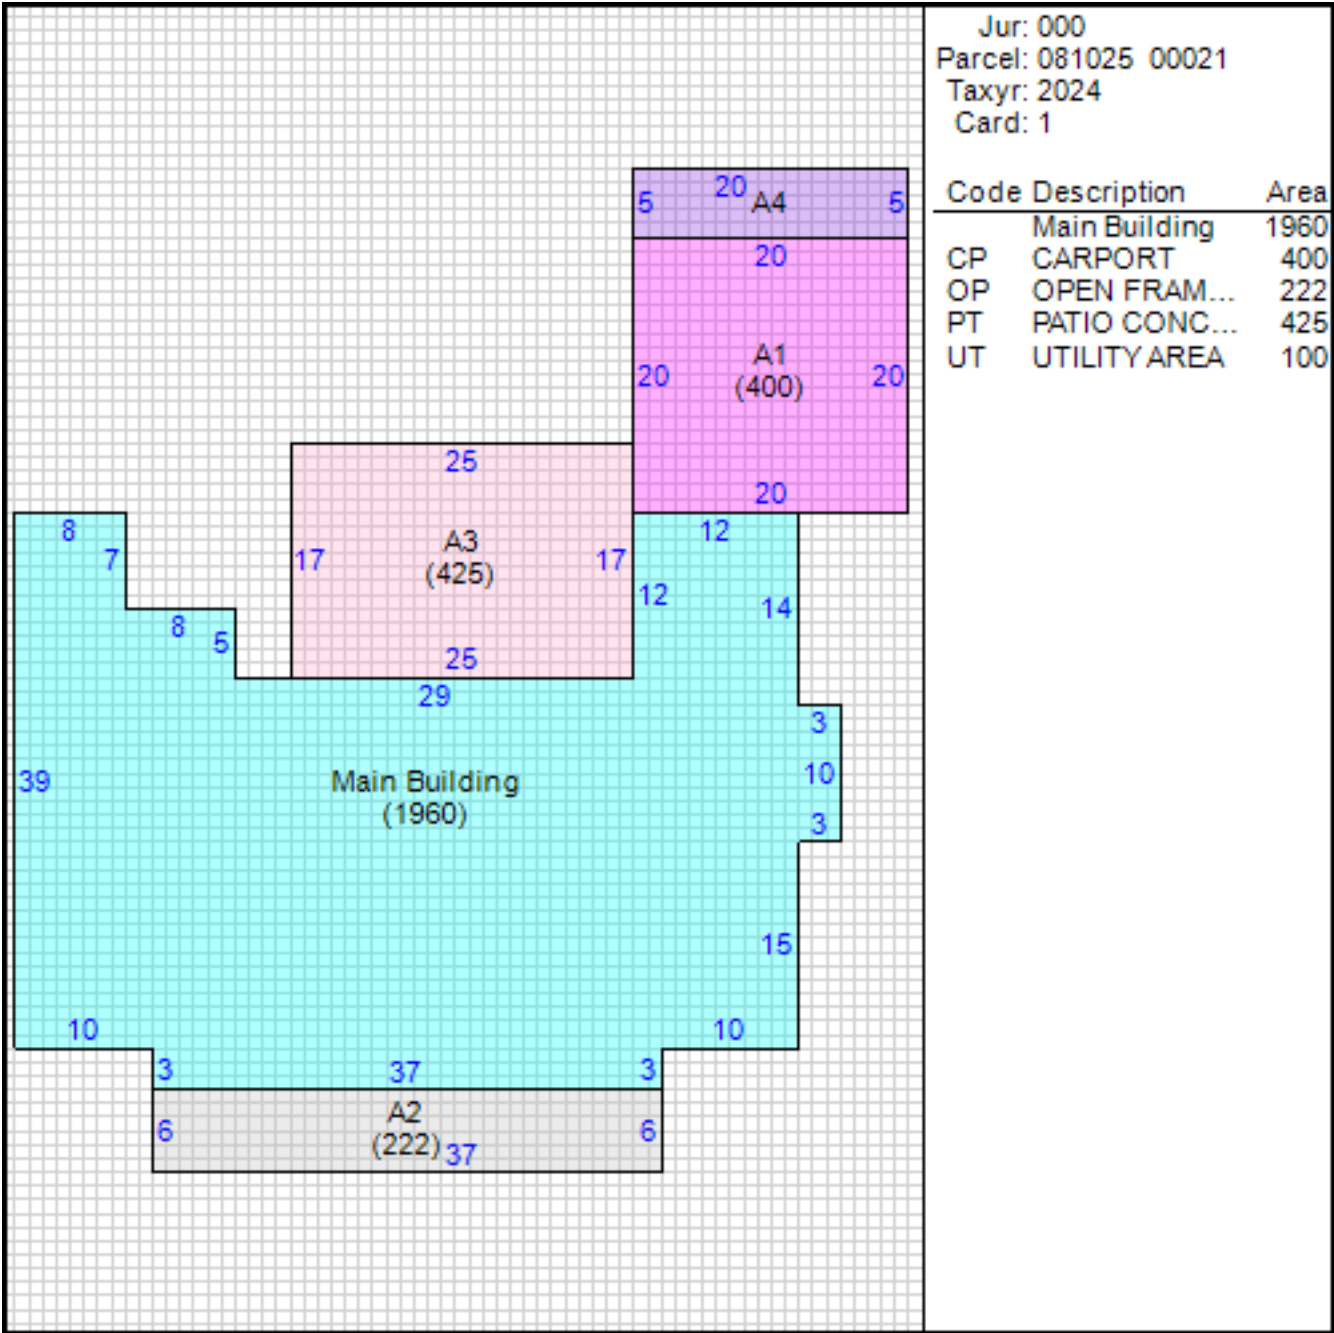 Jur: 000
Parcel: 081025 00021
Taxyr: 2024
Card: 1
Code Description Area
Main Building 1960
CP CARPORT 400
OP OPEN FRAM... 222
PT PATIO CONC... 425
UT UTILITY AREA 100
20
5 A4 5
20
A1
20 (400) 20
20
25
A3
17 (425) 17
25
8
7
8 5
29
12
12
14
3
10
3
39
Main Building
(1960)
15
10 10
3 37 3
A2
6 (222) 37 6